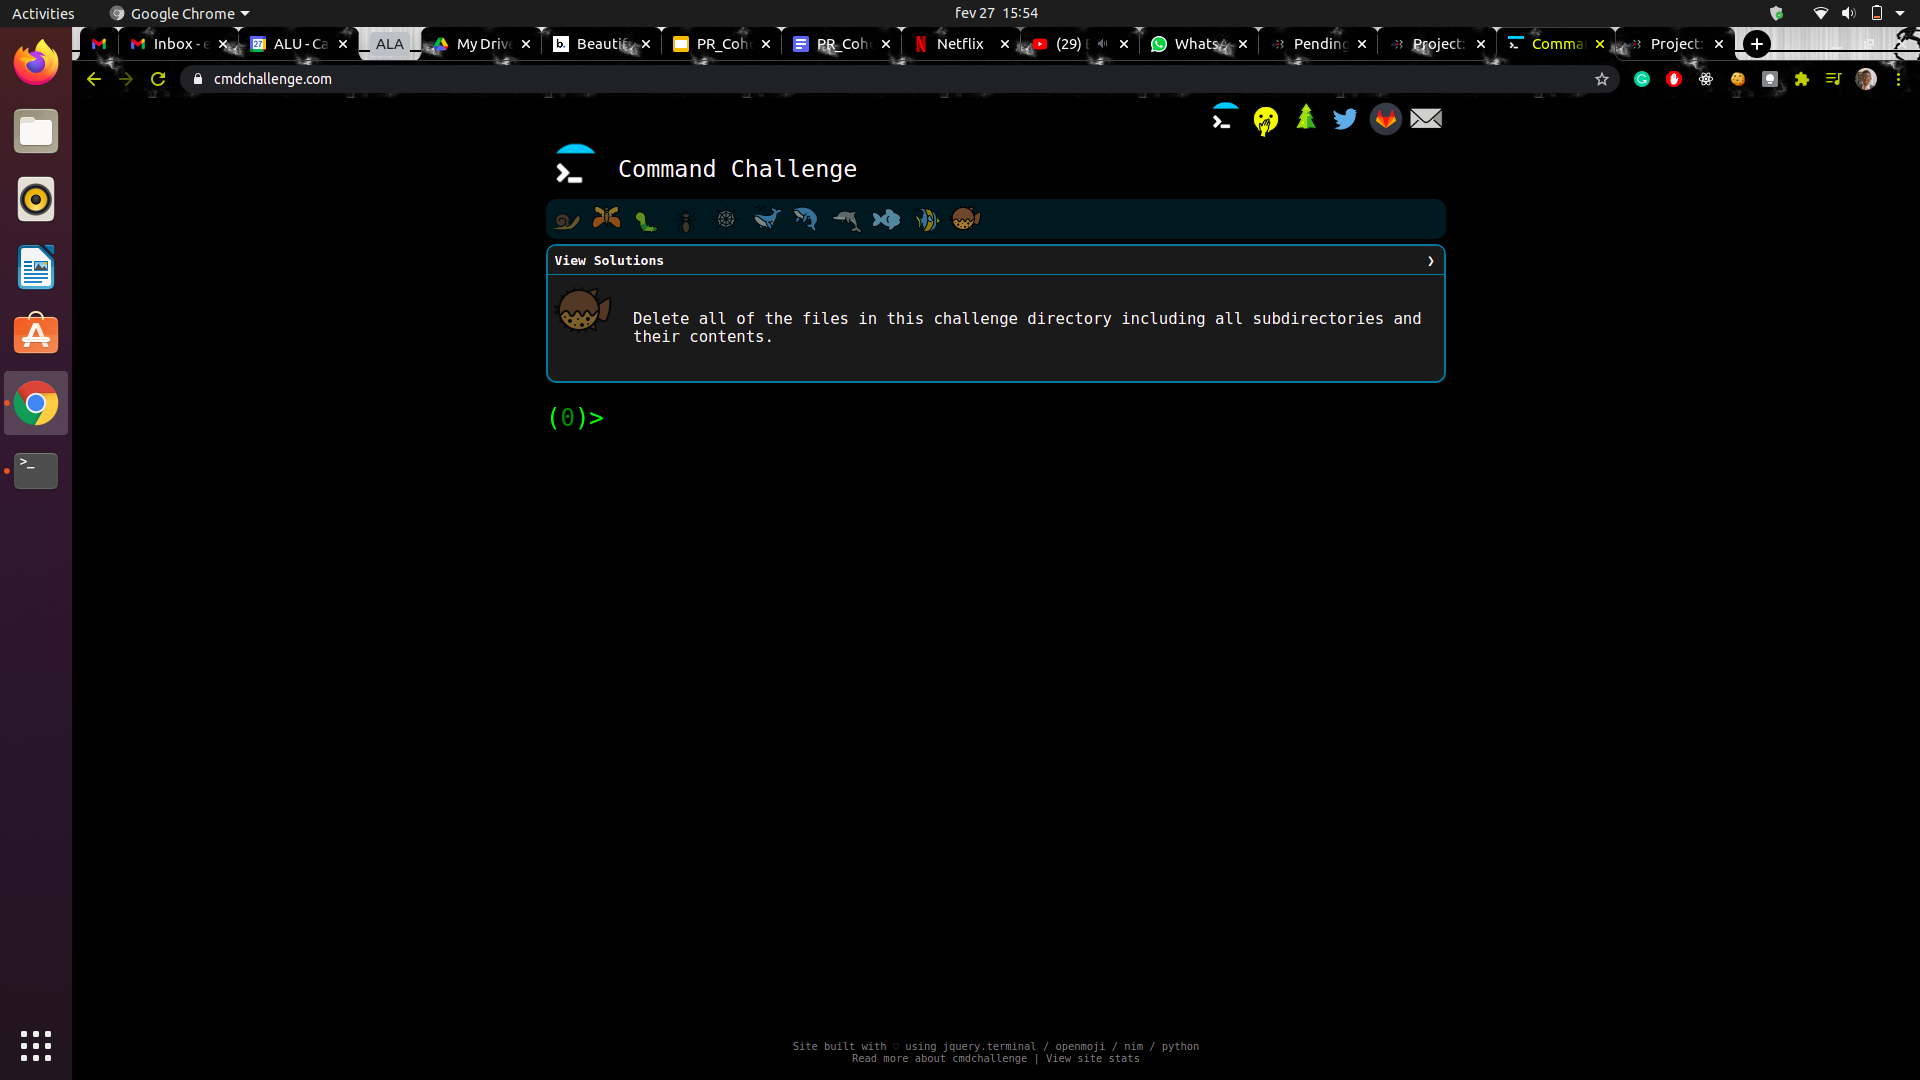 Activities
Google Chrome
fev 27 15:54
Inbox - e
27
ALU - Ca
ALA
My Drive
b.
Beautif
PR_Coh
PR_Coh
Netflix
(29)
WhatsA
Pending
Project:
Comma
Project:
cmdchallenge.com
Command Challenge
View Solutions
Delete all of the files in this challenge directory including all subdirectories and
their contents.
(0)>
Site built with ♡ using jquery.terminal / openmoji / nim / python
Read more about cmdchallenge | View site stats